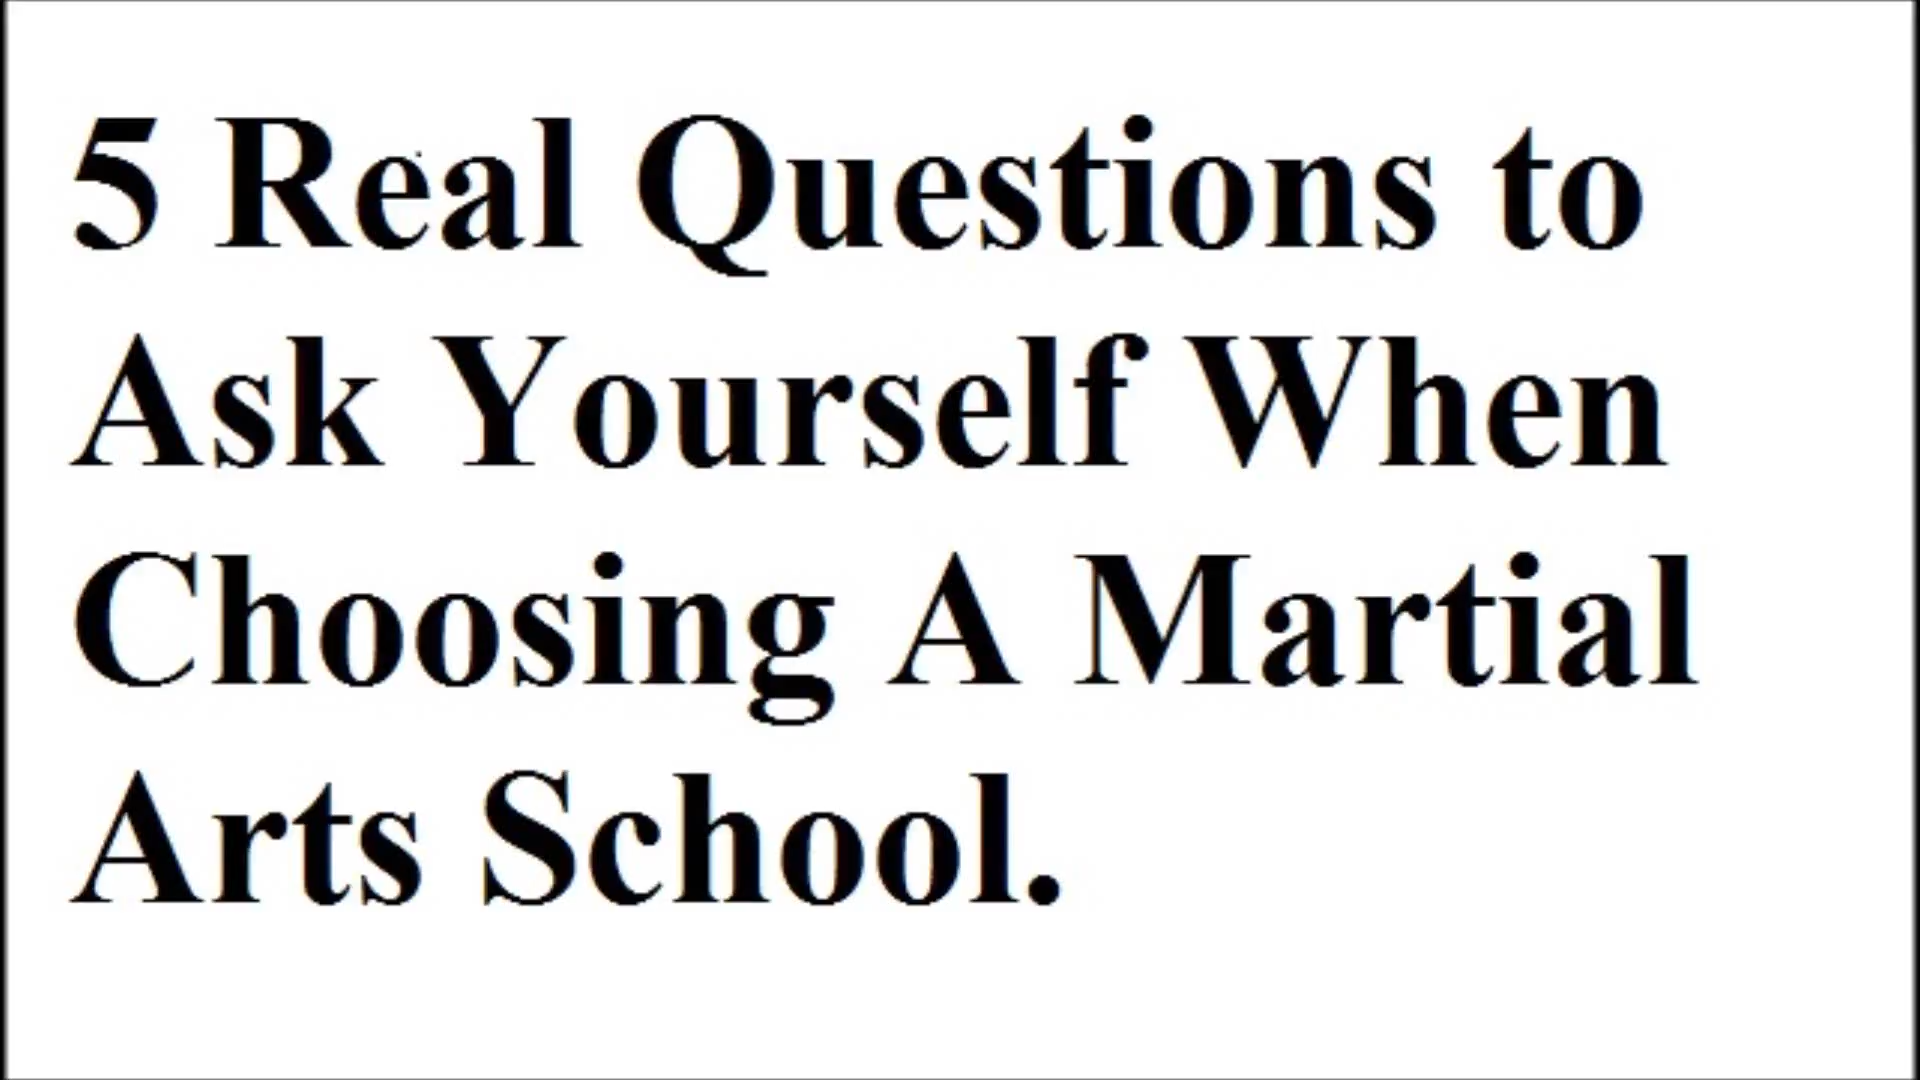 5 Real Questions to
Ask Yourself When
Choosing A Martial
Arts School.